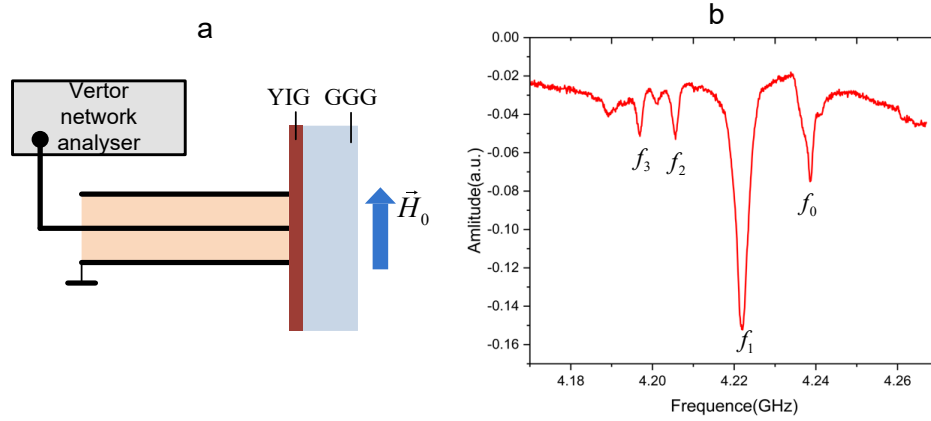 a
Vertor
network
analyser
YIG GGG
H⃗₀
b
0.00
-0.02
-0.04
-0.06
-0.08
-0.10
-0.12
-0.14
-0.16
Amlitude(a.u.)
f₃
f₂
f₁
f₀
4.18 4.20 4.22 4.24 4.26
Frequence(GHz)